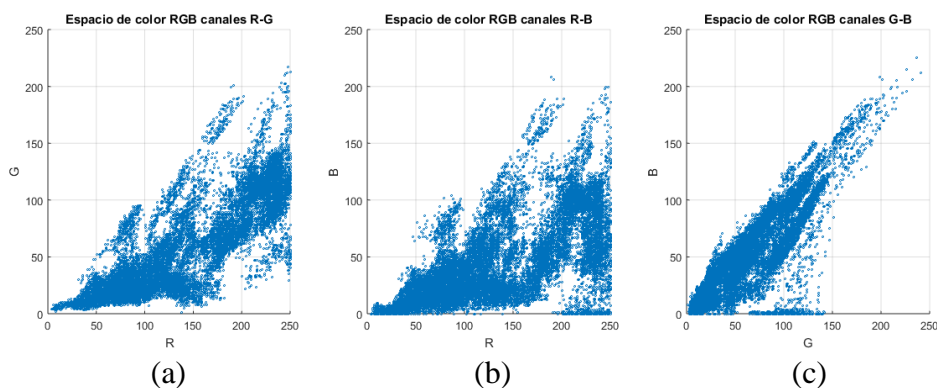 Espacio de color RGB canales R-G
250
200
150
100
50
0
G
0 50 100 150 200 250
R
(a)
Espacio de color RGB canales R-B
250
200
150
100
50
0
B
0 50 100 150 200 250
R
(b)
Espacio de color RGB canales G-B
250
200
150
100
50
0
B
0 50 100 150 200 250
G
(c)